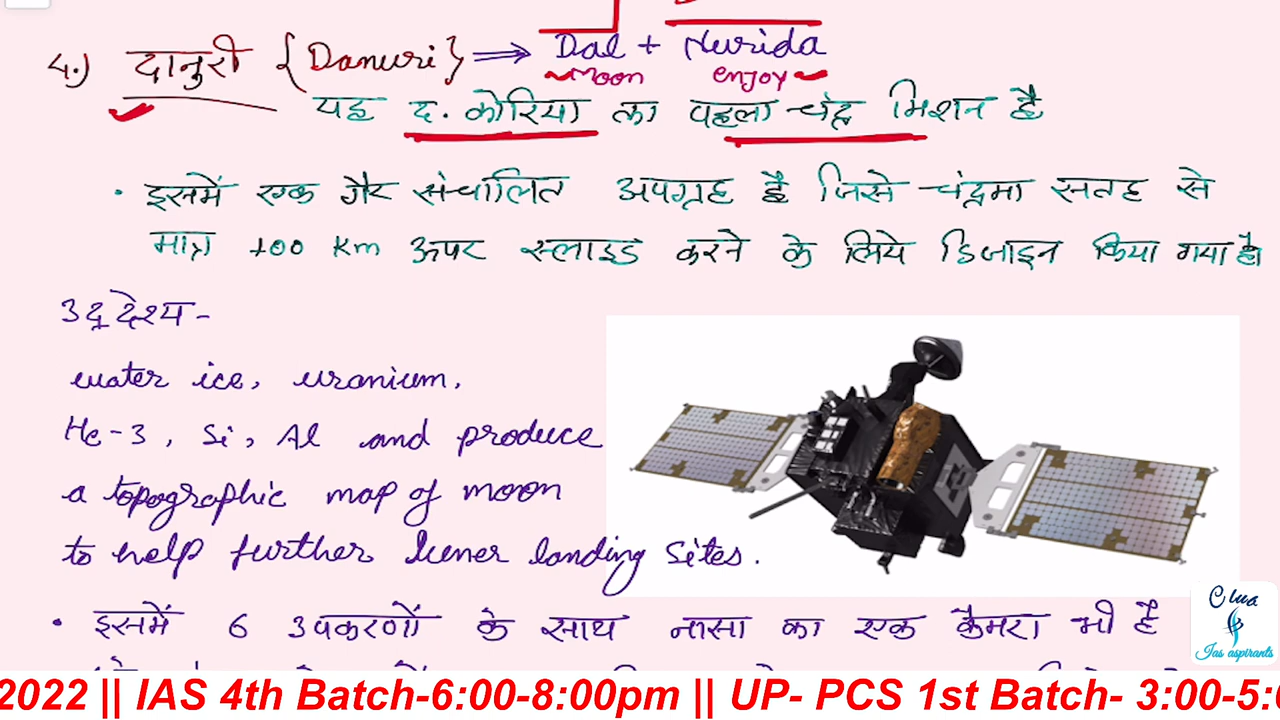 4.) दानुरी {Danuri} ⇒ Dal + Nurida
Moon enjoy
यह द. कोरिया का पहला चंद्र मिशन है
• इसमें एक गैर संचालित अपग्रह है जिसे चंद्रमा सतह से
मात्र 100 Km ऊपर स्लाइड करने के लिये डिजाइन किया गया है।
उद्देश्य -
water ice, uranium,
He-3, Si, Al and produce
a topographic map of moon
to help further luner landing sites.
• इसमें 6 उपकरणों के साथ नासा का एक कैमरा भी है
Clue
Ias aspirants
2022 || IAS 4th Batch-6:00-8:00pm || UP- PCS 1st Batch- 3:00-5:0